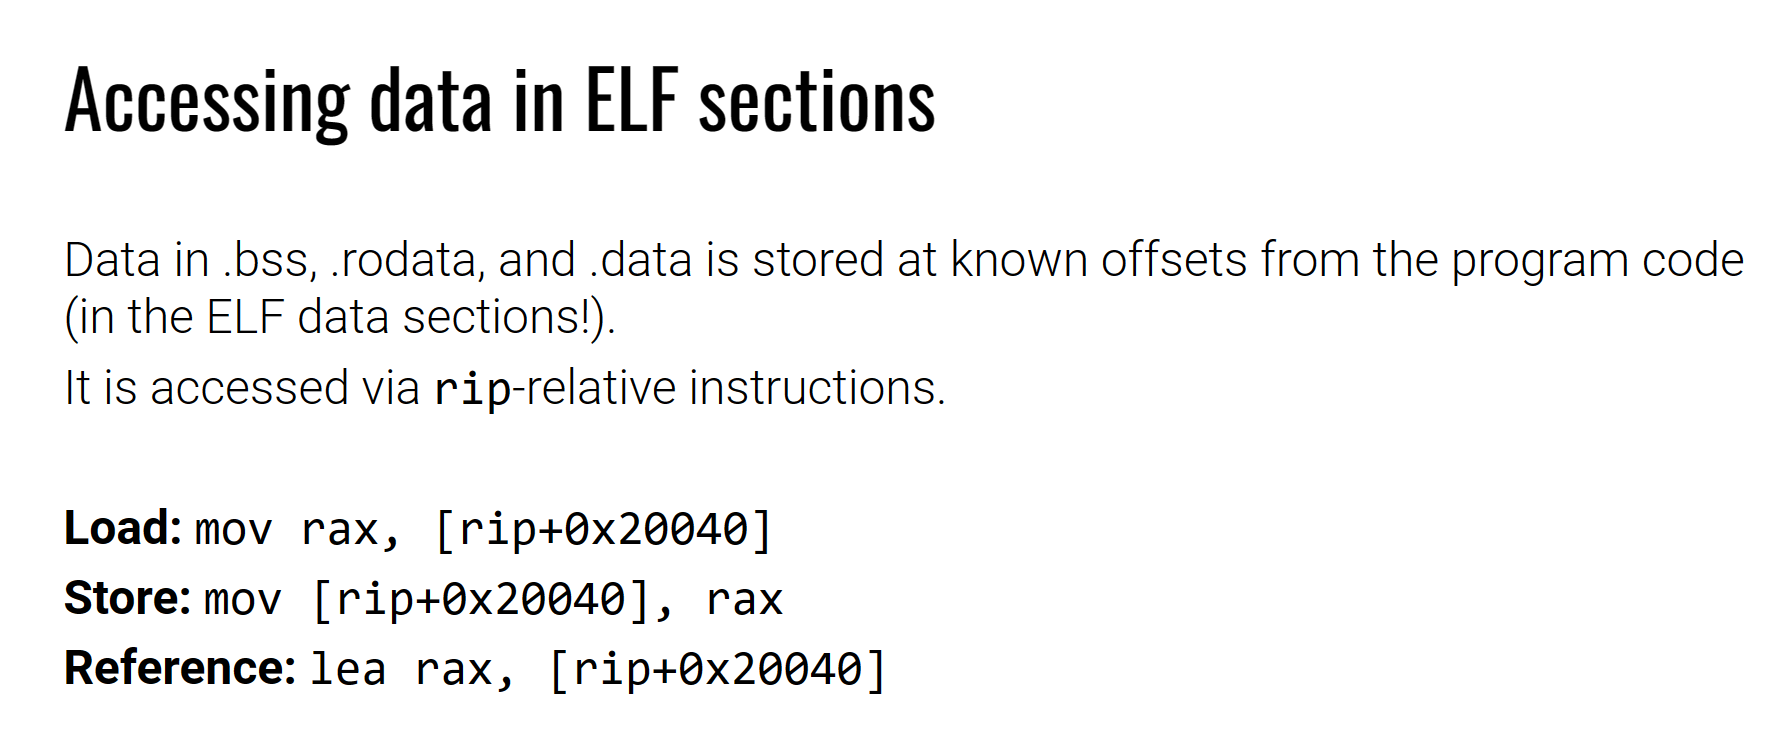 Accessing data in ELF sections
Data in .bss, .rodata, and .data is stored at known offsets from the program code
(in the ELF data sections!).
It is accessed via rip-relative instructions.
Load: mov rax, [rip+0x20040]
Store: mov [rip+0x20040], rax
Reference: lea rax, [rip+0x20040]